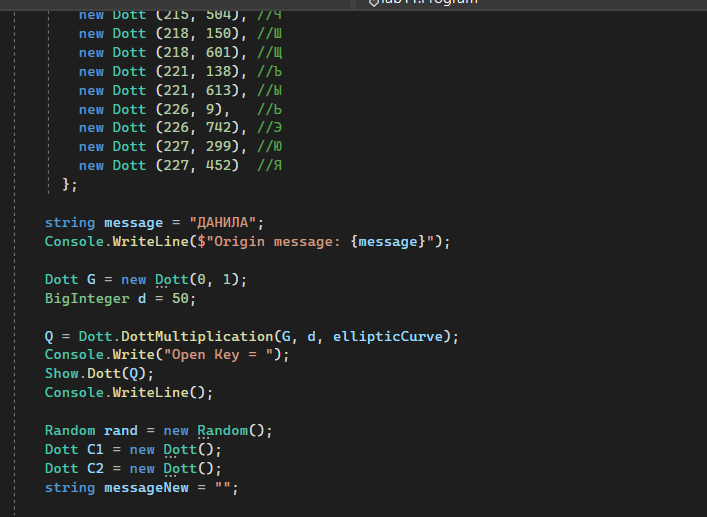 lab11.Program
new Dott (215, 504), //Ч
new Dott (218, 150), //Ш
new Dott (218, 601), //Щ
new Dott (221, 138), //Ъ
new Dott (221, 613), //Ы
new Dott (226, 9),   //Ь
new Dott (226, 742), //Э
new Dott (227, 299), //Ю
new Dott (227, 452)  //Я
};
string message = "ДАНИЛА";
Console.WriteLine($"Origin message: {message}");
Dott G = new Dott(0, 1);
BigInteger d = 50;
Q = Dott.DottMultiplication(G, d, ellipticCurve);
Console.Write("Open Key = ");
Show.Dott(Q);
Console.WriteLine();
Random rand = new Random();
Dott C1 = new Dott();
Dott C2 = new Dott();
string messageNew = "";